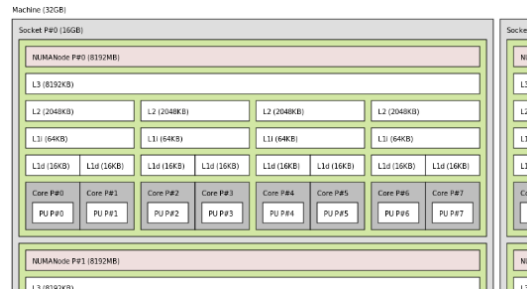 Machine (32GB)
Socket P#0 (16GB)
NUMANode P#0 (8192MB)
L3 (8192KB)
L2 (2048KB) L2 (2048KB) L2 (2048KB) L2 (2048KB)
L1i (64KB) L1i (64KB) L1i (64KB) L1i (64KB)
L1d (16KB) L1d (16KB) L1d (16KB) L1d (16KB) L1d (16KB) L1d (16KB) L1d (16KB) L1d (16KB)
Core P#0 Core P#1 Core P#2 Core P#3 Core P#4 Core P#5 Core P#6 Core P#7
PU P#0 PU P#1 PU P#2 PU P#3 PU P#4 PU P#5 PU P#6 PU P#7
NUMANode P#1 (8192MB)
L3 (8192KB)